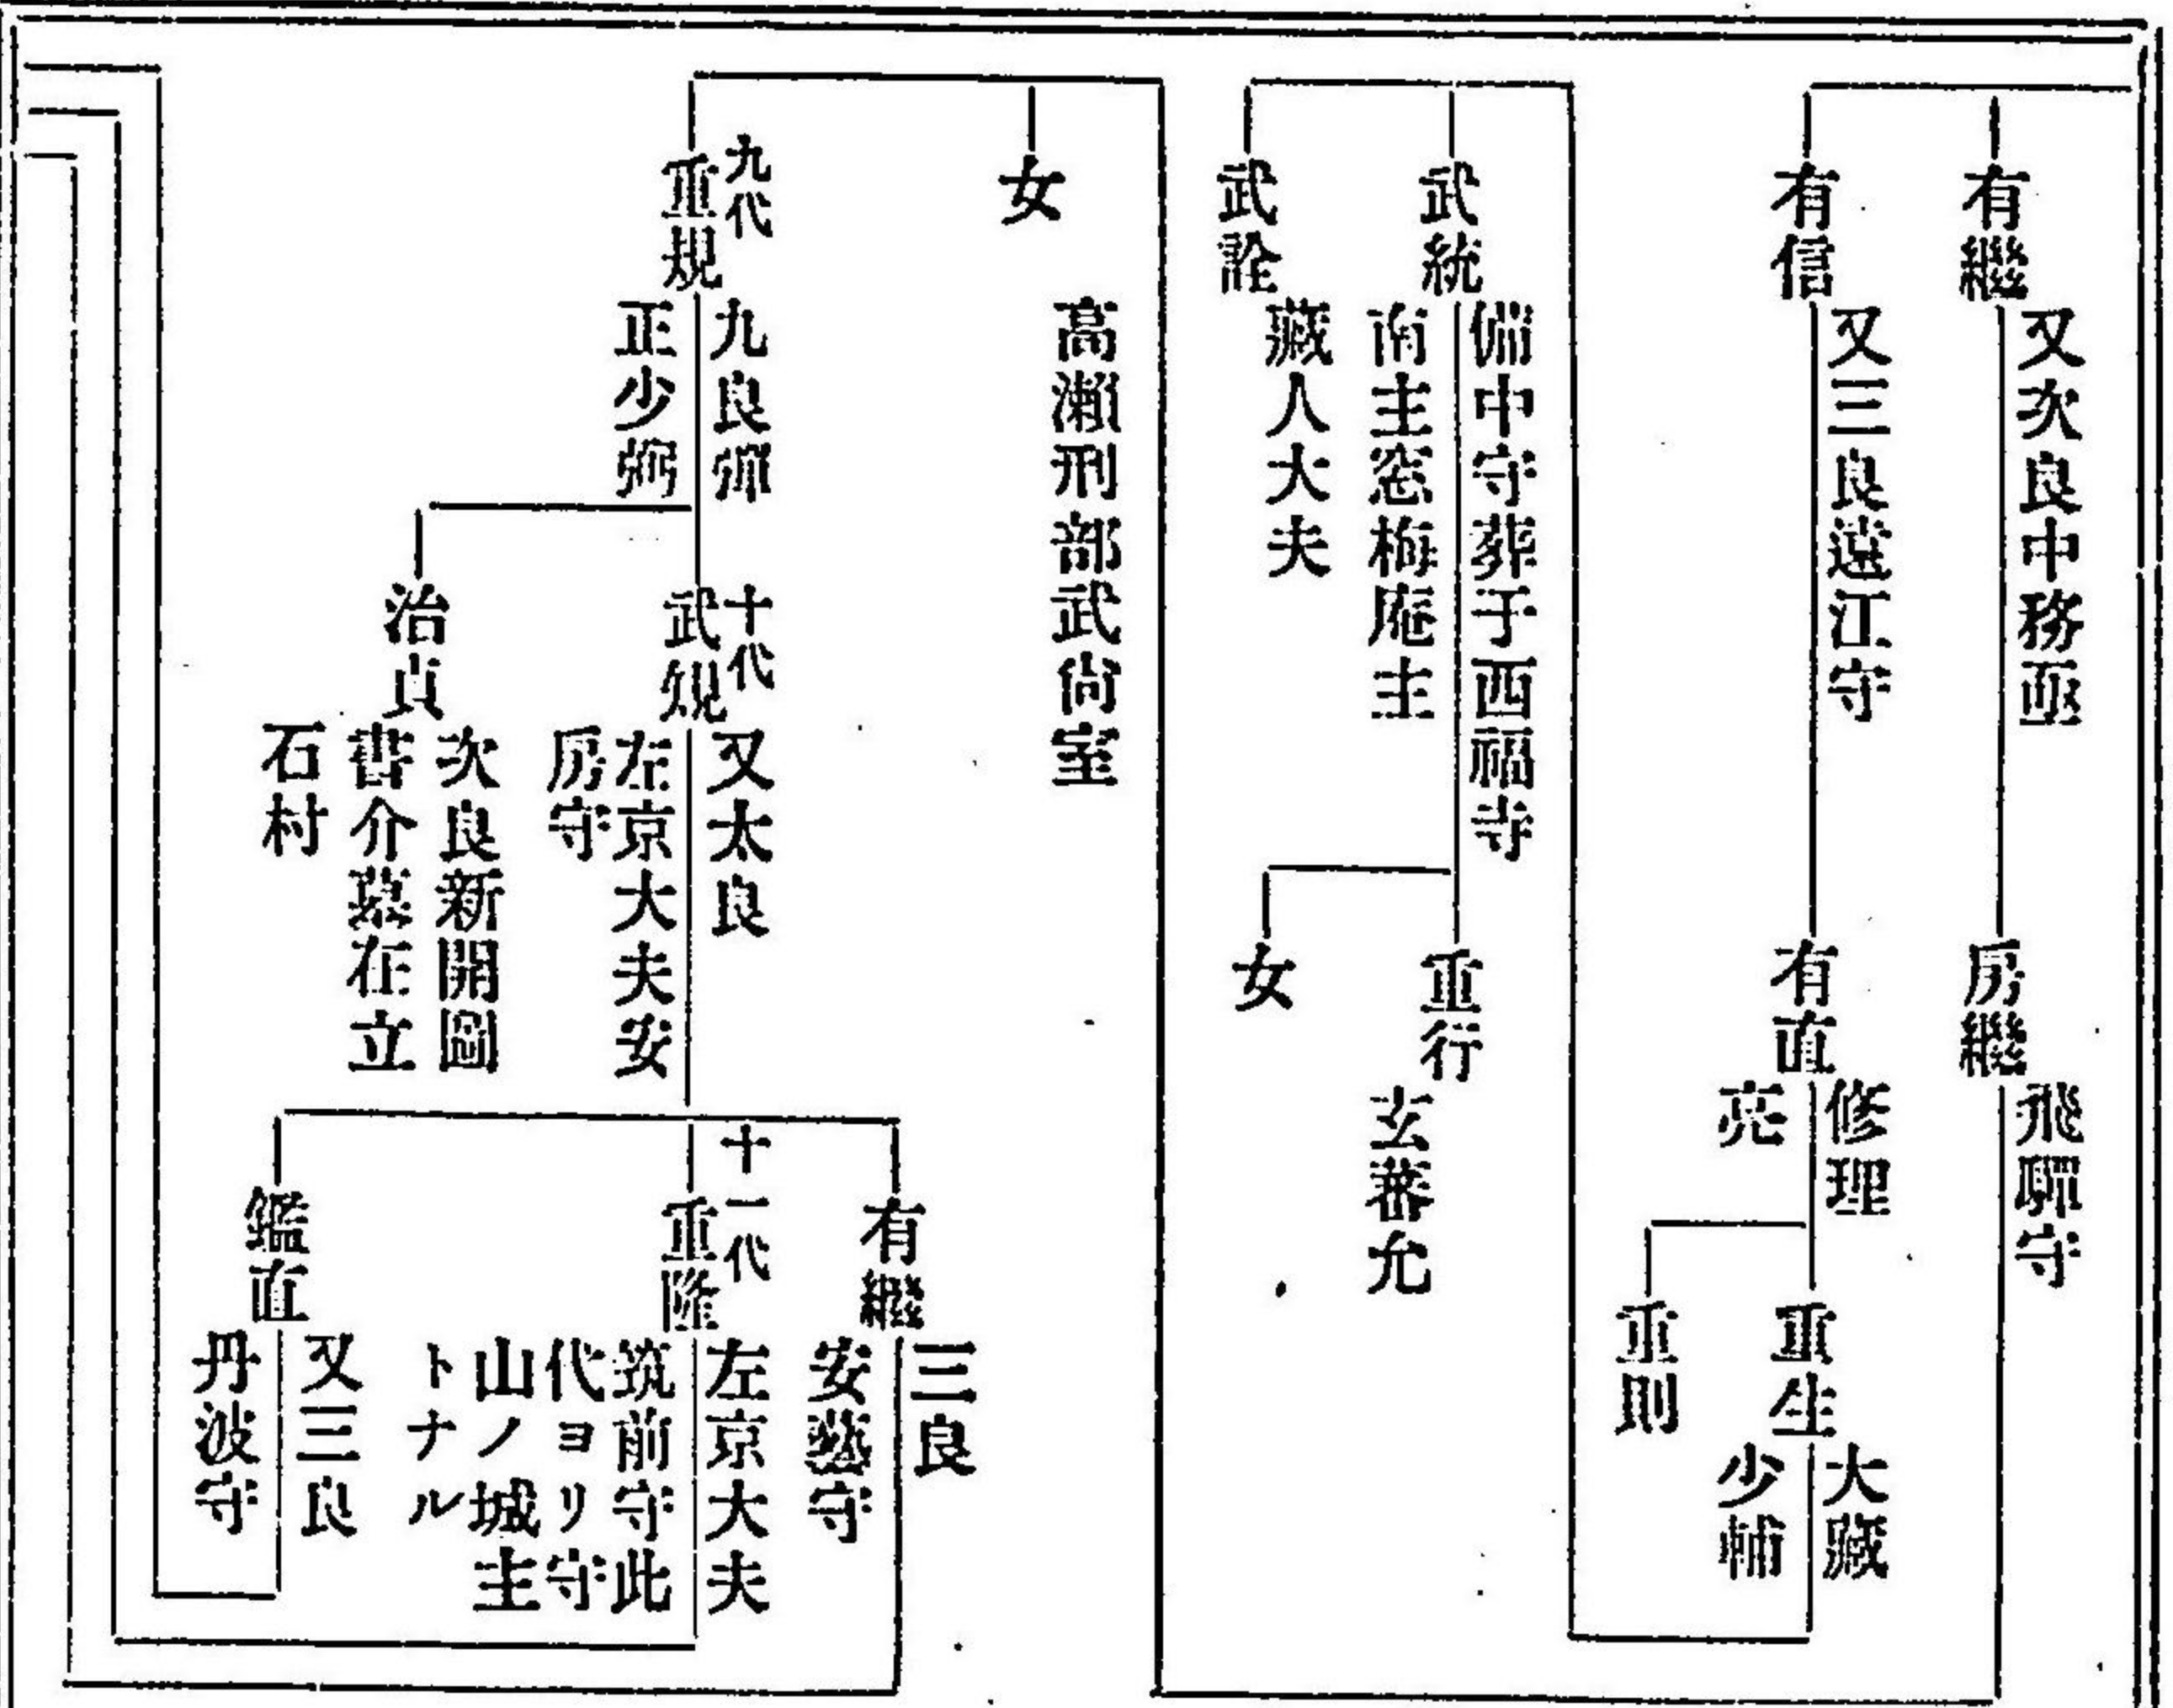 有繼
又次良中務亟
房繼
飛驒守
有信
又三良遠江守
有直
修理
亮
重生
大藏
少輔
重則
武統
備中守葬于西福寺
南主窓梅庵主
重行
玄蕃允
女
武詮
藏人大夫
女
高瀨刑部武尙室
九代
重規
九良彈
正少弼
十代
武規
又太良
左京大夫安
房守
治貞
次良新開圖
書介墓在立
石村
有繼
三良
安藝守
十一代
重隆
左京大夫
筑前守此
代ヨリ守
山ノ城主
トナル
鑑直
又三良
丹波守